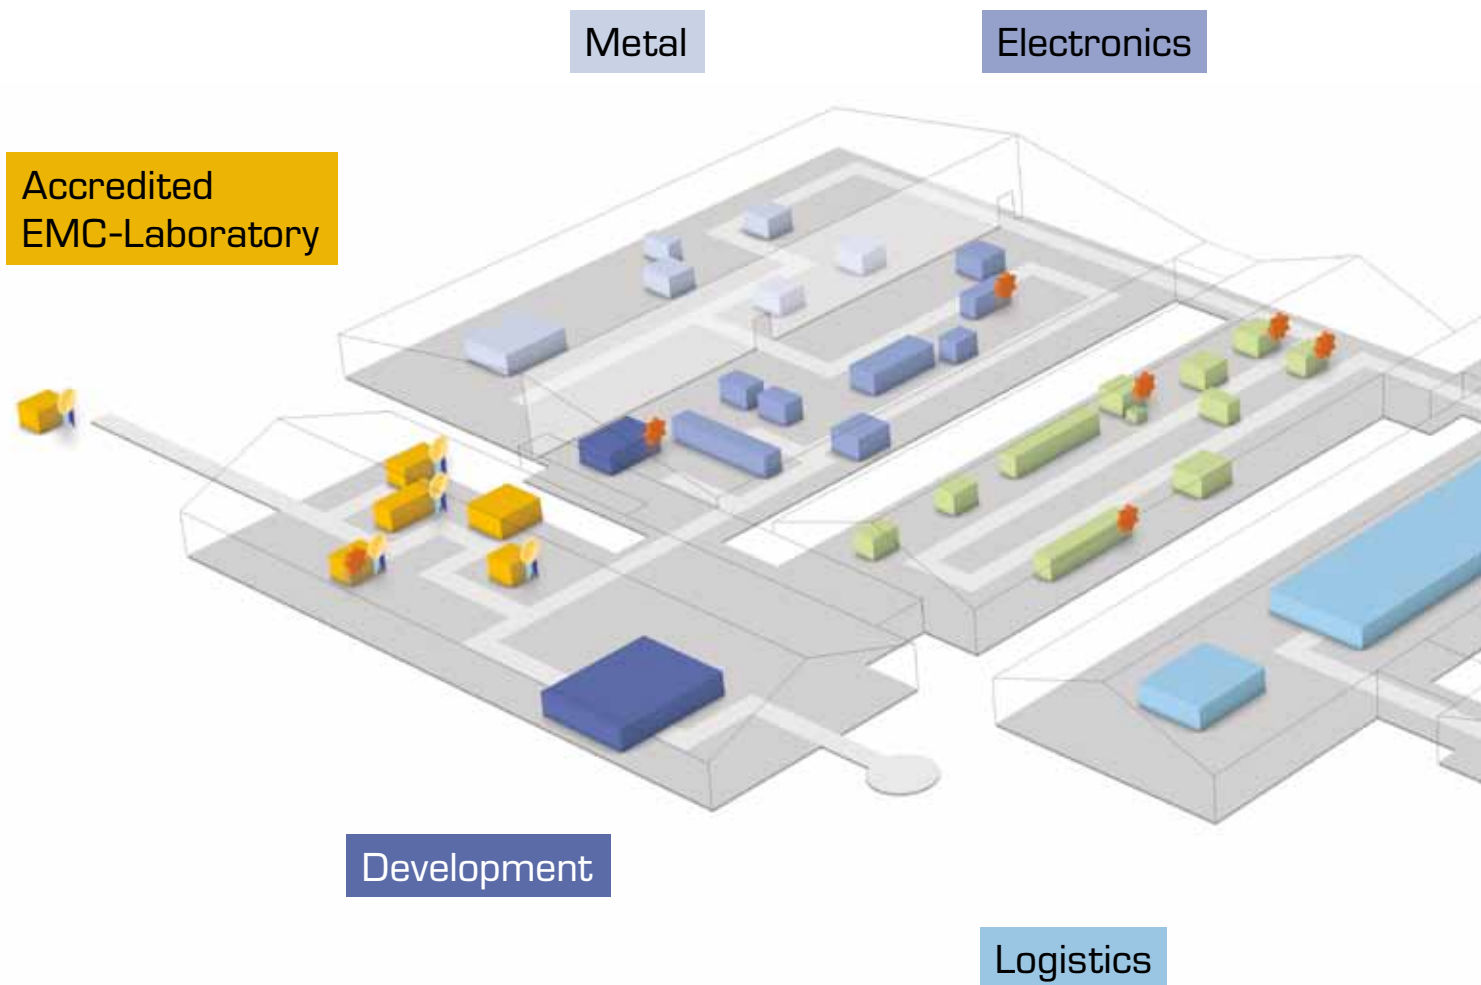 Metal
Electronics
Accredited
EMC-Laboratory
Development
Logistics